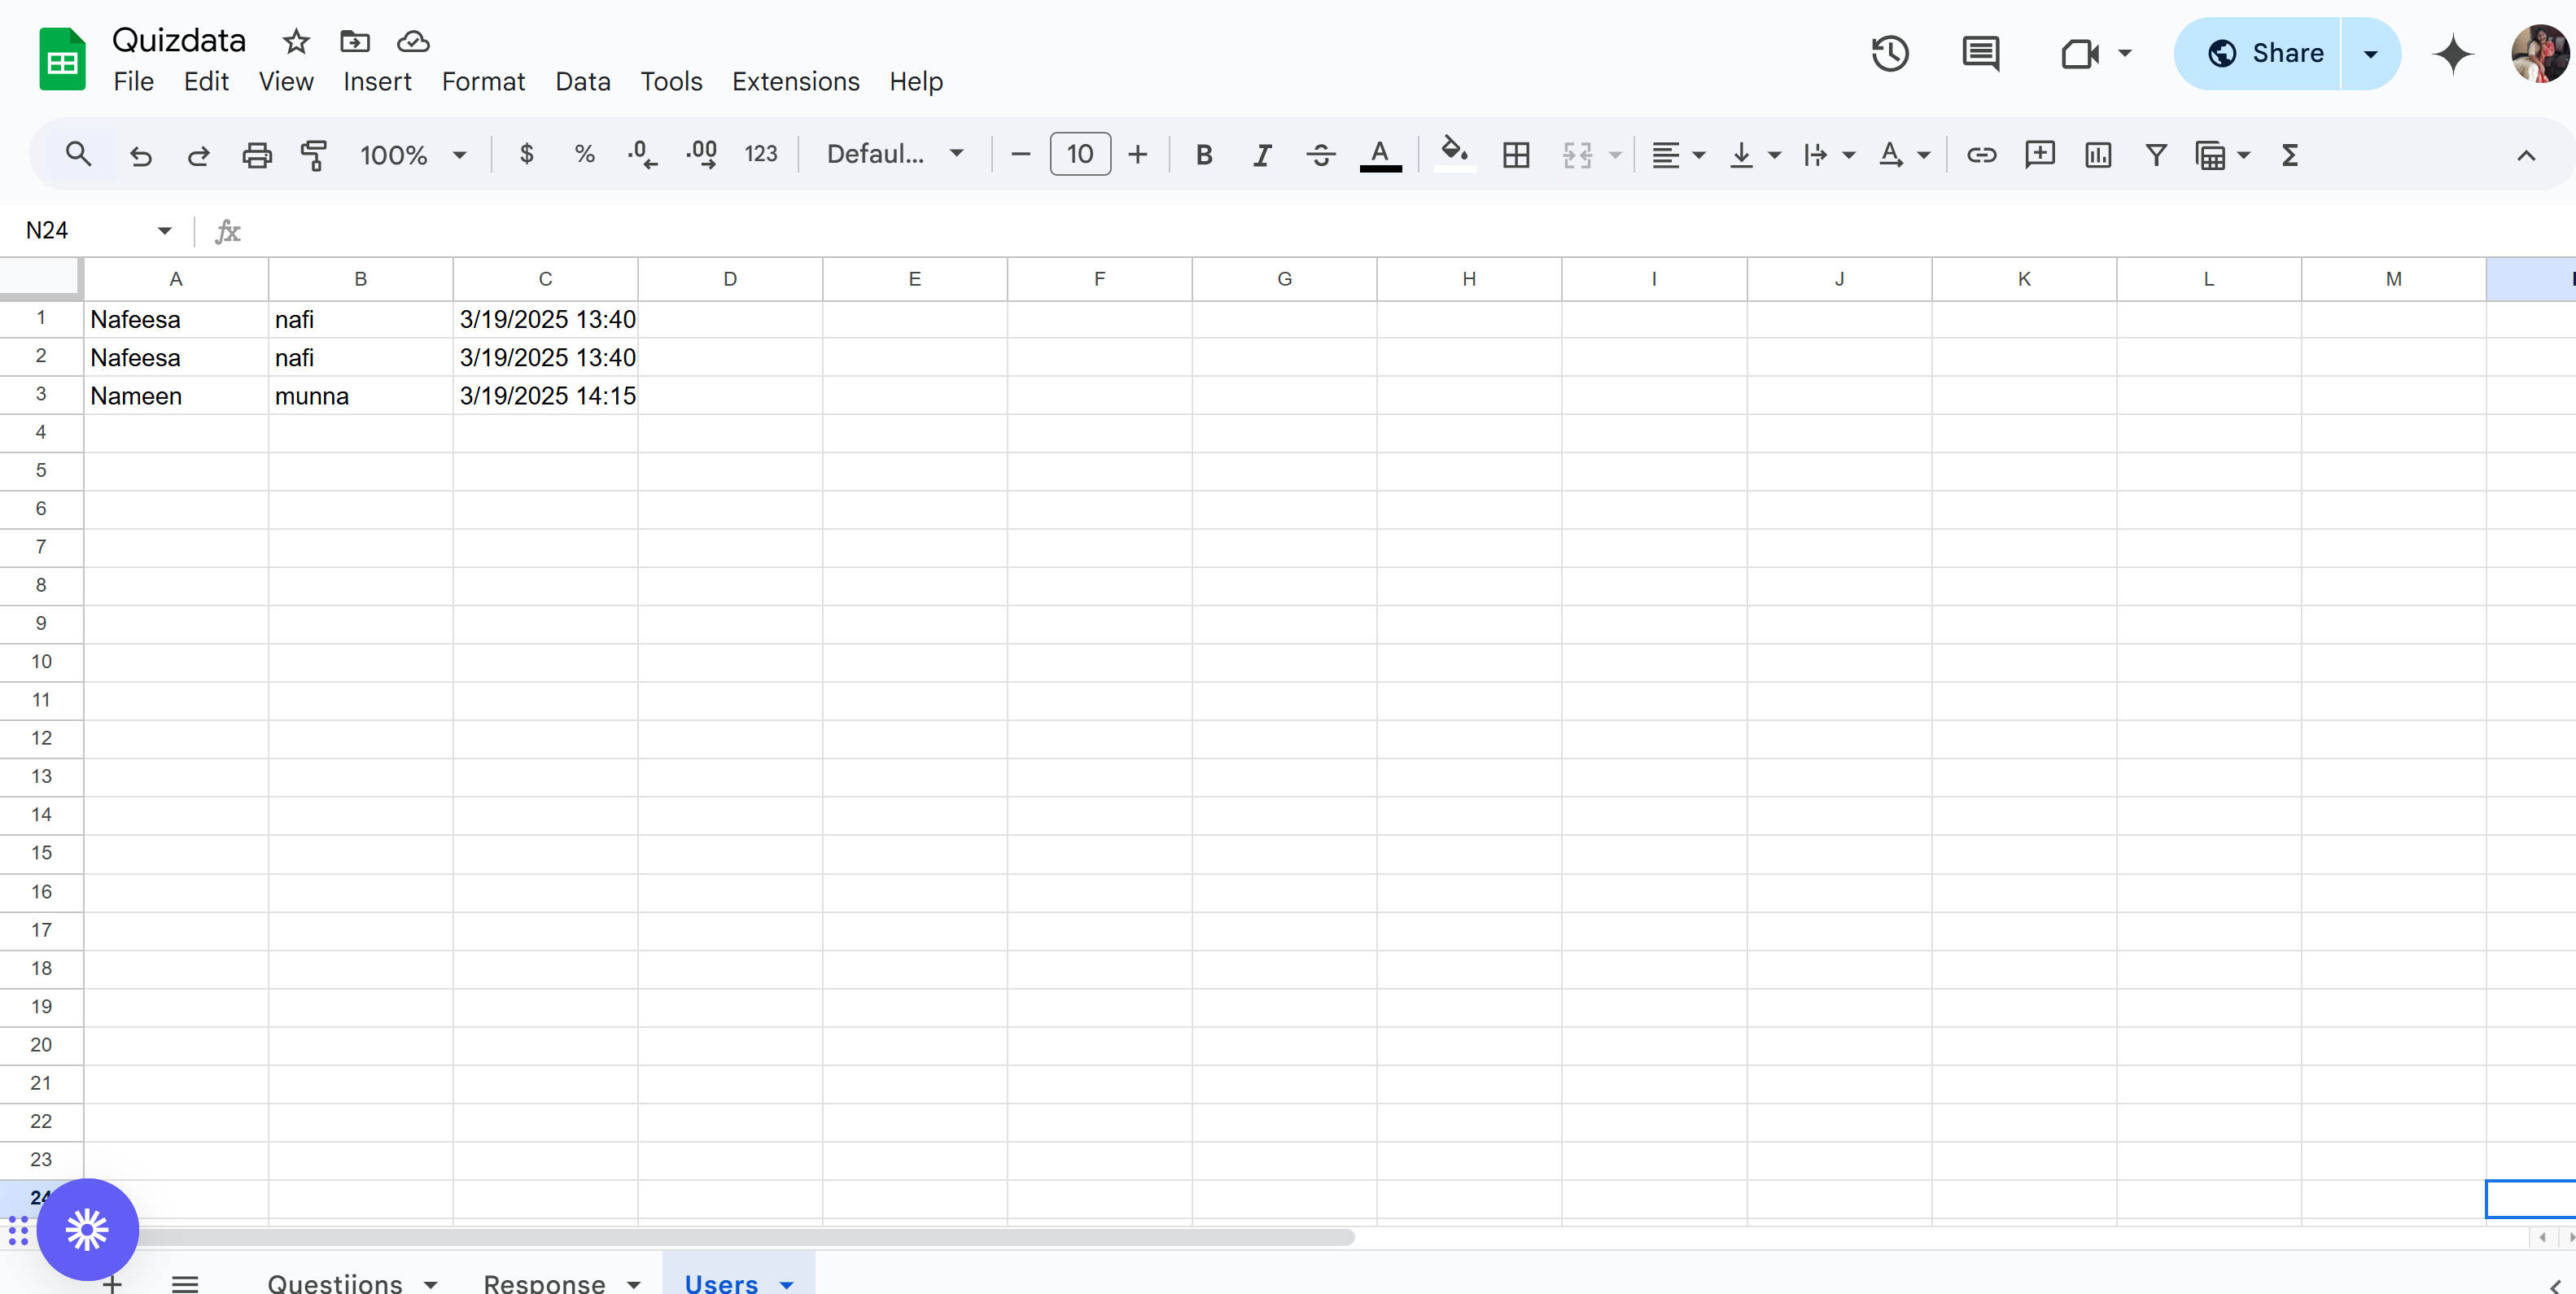 Quizdata
File Edit View Insert Format Data Tools Extensions Help
Share
100% $ % .0 .00 123 Defaul... 10 B I A A
N24 fx
A B C D E F G H I J K L M
1 Nafeesa nafi 3/19/2025 13:40
2 Nafeesa nafi 3/19/2025 13:40
3 Nameen munna 3/19/2025 14:15
4
5
6
7
8
9
10
11
12
13
14
15
16
17
18
19
20
21
22
23
24
Questiions Response Users